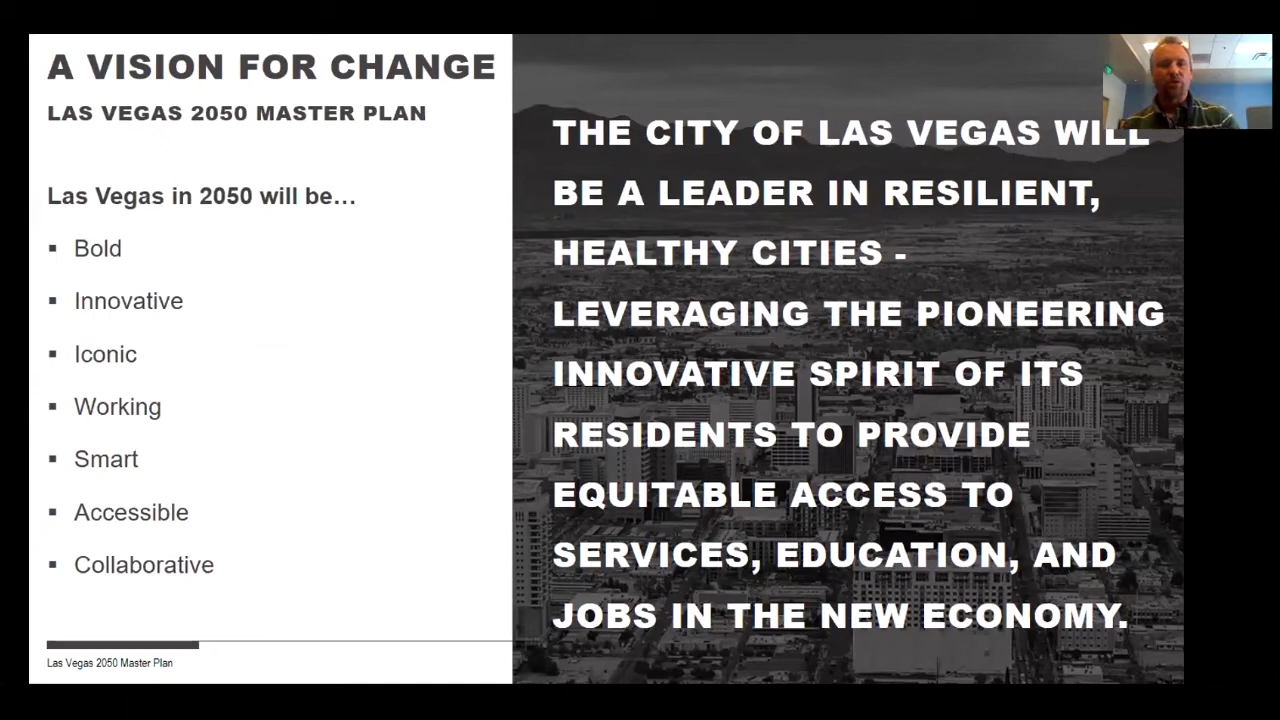 A VISION FOR CHANGE
LAS VEGAS 2050 MASTER PLAN
Las Vegas in 2050 will be…
▪ Bold
▪ Innovative
▪ Iconic
▪ Working
▪ Smart
▪ Accessible
▪ Collaborative
Las Vegas 2050 Master Plan
THE CITY OF LAS VEGAS WILL
BE A LEADER IN RESILIENT,
HEALTHY CITIES -
LEVERAGING THE PIONEERING
INNOVATIVE SPIRIT OF ITS
RESIDENTS TO PROVIDE
EQUITABLE ACCESS TO
SERVICES, EDUCATION, AND
JOBS IN THE NEW ECONOMY.